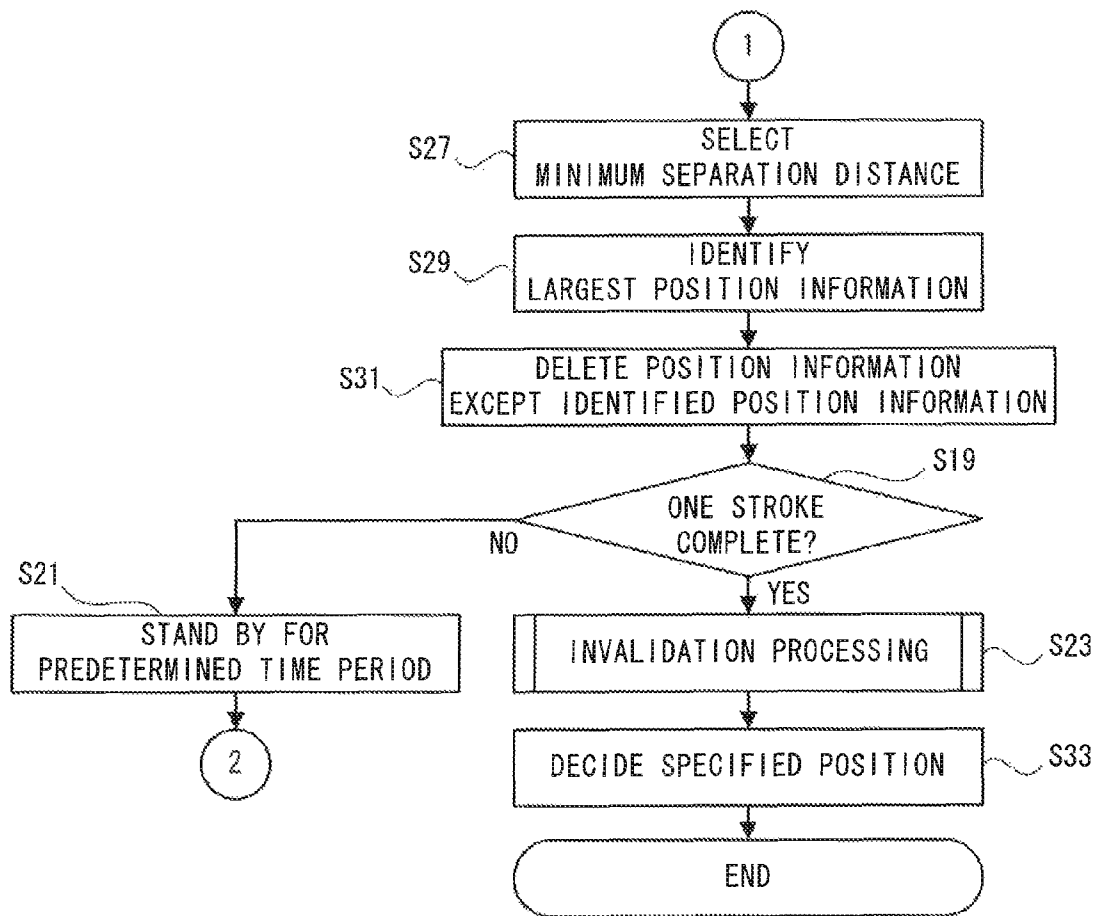 1
S27
SELECT
MINIMUM SEPARATION DISTANCE
S29
IDENTIFY
LARGEST POSITION INFORMATION
S31
DELETE POSITION INFORMATION
EXCEPT IDENTIFIED POSITION INFORMATION
S19
ONE STROKE
COMPLETE?
NO
YES
S21
STAND BY FOR
PREDETERMINED TIME PERIOD
2
INVALIDATION PROCESSING
S23
DECIDE SPECIFIED POSITION
S33
END